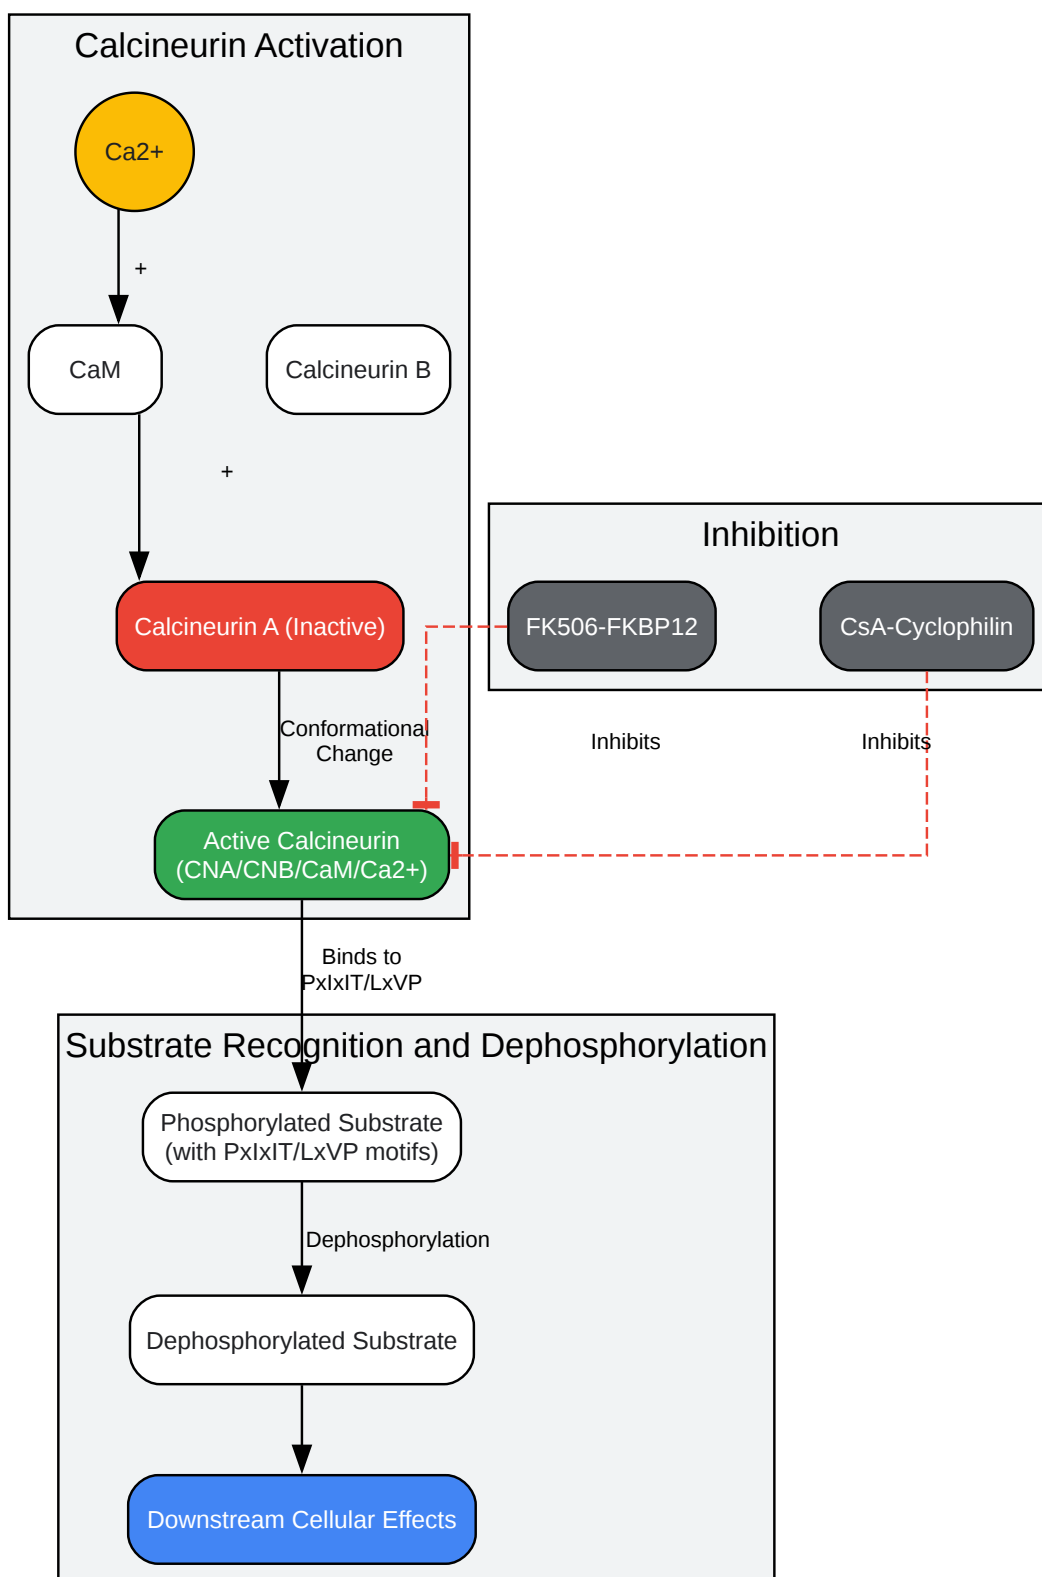 Calcineurin Activation
Ca2+
+
CaM
Calcineurin B
+
Inhibition
Calcineurin A (Inactive)
FK506-FKBP12
CsA-Cyclophilin
Conformational
Change
Inhibits
Inhibits
Active Calcineurin
(CNA/CNB/CaM/Ca2+)
Binds to
PxIxIT/LxVP
Substrate Recognition and Dephosphorylation
Phosphorylated Substrate
(with PxIxIT/LxVP motifs)
Dephosphorylation
Dephosphorylated Substrate
Downstream Cellular Effects